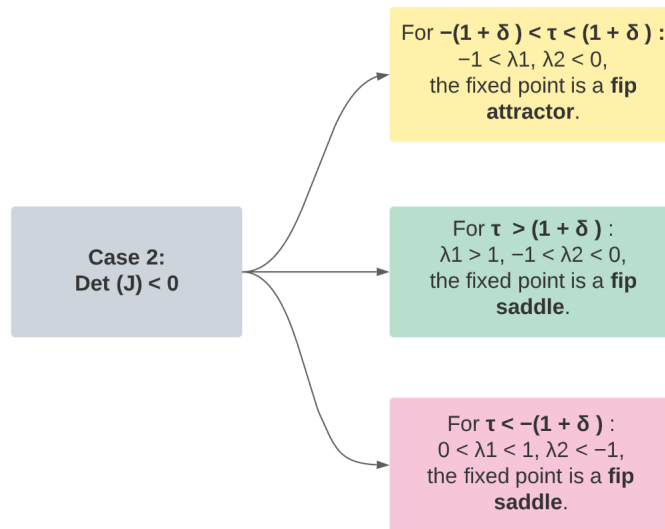 For −(1 + δ ) < τ < (1 + δ ) :
−1 < λ1, λ2 < 0,
the fixed point is a fip
attractor.
Case 2:
Det (J) < 0
For τ > (1 + δ ) :
λ1 > 1, −1 < λ2 < 0,
the fixed point is a fip
saddle.
For τ < −(1 + δ ) :
0 < λ1 < 1, λ2 < −1,
the fixed point is a fip
saddle.